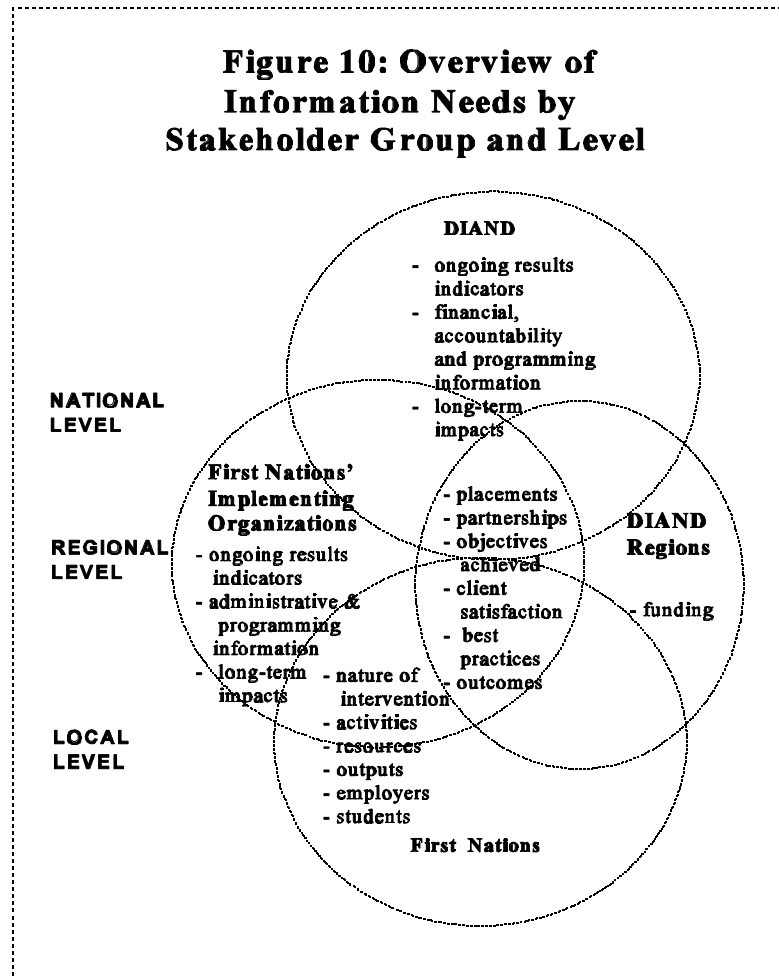 Figure 10: Overview of
Information Needs by
Stakeholder Group and Level
DIAND
- ongoing results
indicators
- financial,
accountability
and programming
information
- long-term
impacts
NATIONAL
LEVEL
First Nations’
Implementing
Organizations
- ongoing results
indicators
- administrative &
programming
information
- long-term
impacts
REGIONAL
LEVEL
- placements
- partnerships
- objectives
achieved
- client
satisfaction
- best
practices
- outcomes
DIAND
Regions
- funding
LOCAL
LEVEL
- nature of
intervention
- activities
- resources
- outputs
- employers
- students
First Nations